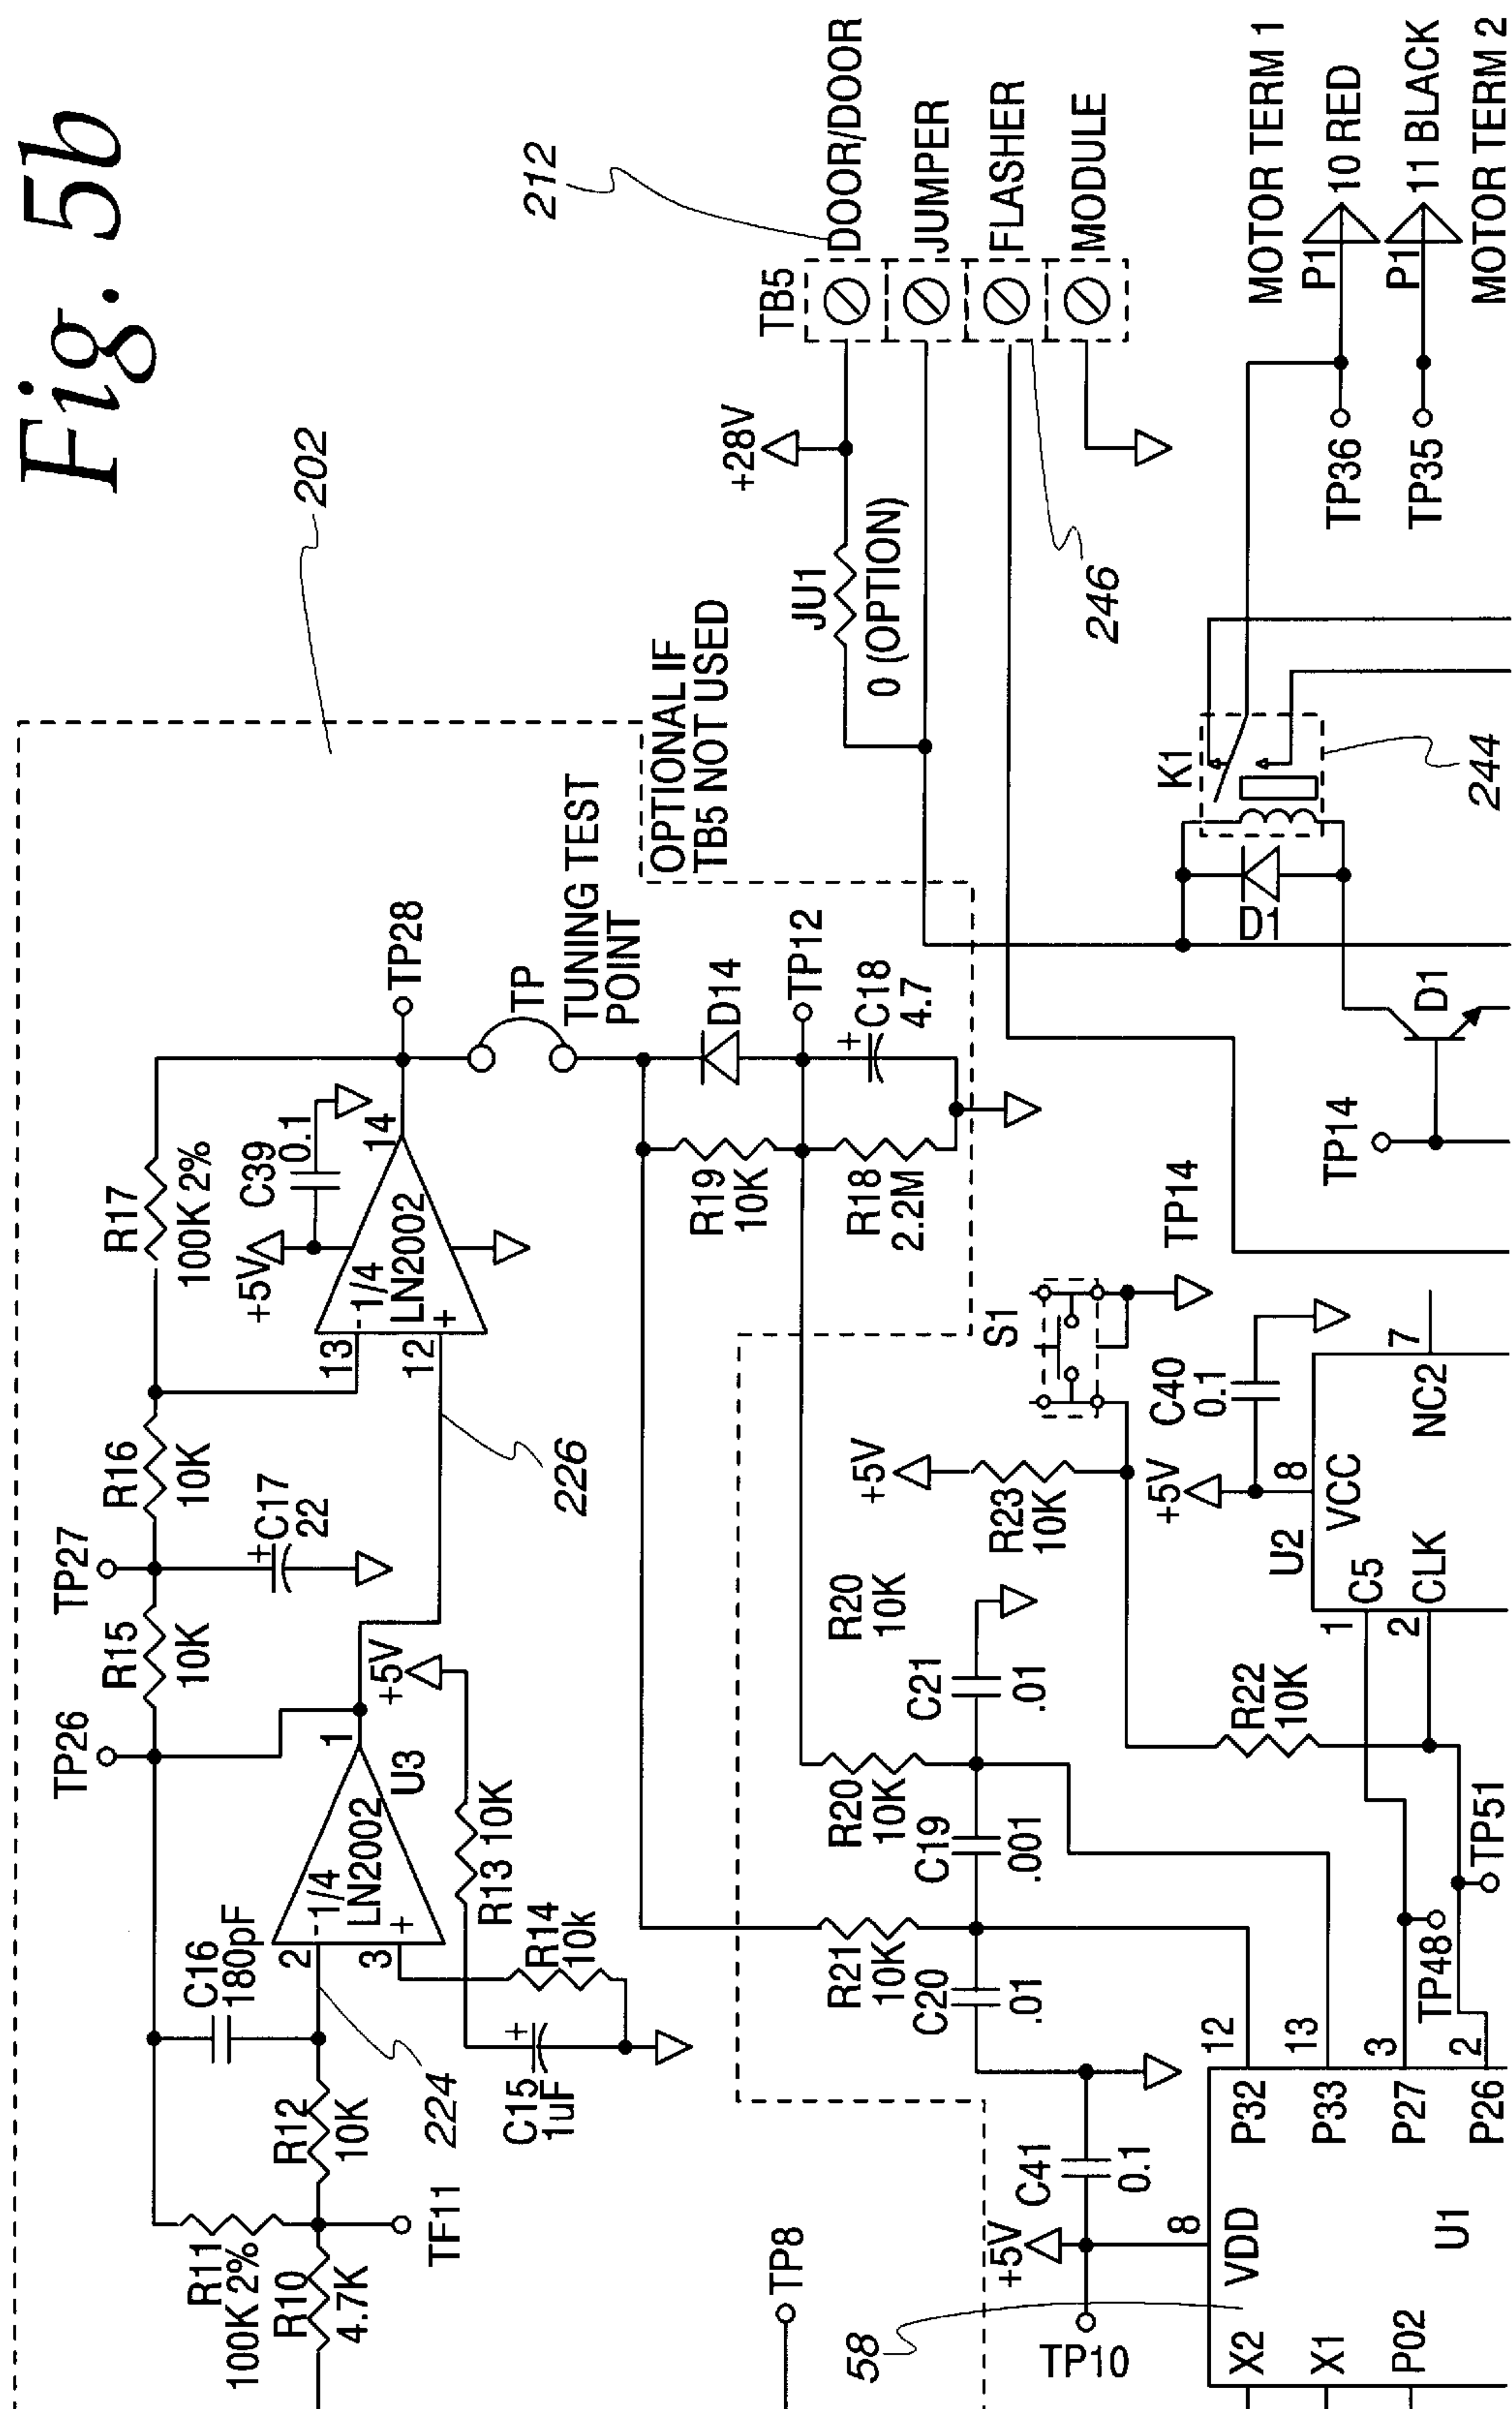 Fig. 5b
202
212
TB5
DOOR/DOOR
JUMPER
FLASHER
MODULE
+28V
JU1
0 (OPTION)
246
OPTIONAL IF
TB5 NOT USED
MOTOR TERM 1
P1
10 RED
P1
11 BLACK
MOTOR TERM 2
TP36
TP35
K1
244
D1
D1
TP14
TP28
TP
TUNING TEST
POINT
R17
100K 2%
C39
0.1
+5V
14
-1/4
LN2002
+
13
12
226
R16
10K
TP27
C17
+
22
R15
10K
TP26
1
+5V
U3
-1/4
LN2002
+
2
3
R13 10K
R14
10k
C16
180pF
224
C15
+
1uF
R12
10K
R11
100K 2%
R10
4.7K
TF11
D14
TP12
C18
+
4.7
R19
10K
R18
2.2M
TP14
S1
+5V
R23
10K
C40
0.1
+5V
8
VCC
NC2
7
U2
C5
CLK
1
2
R20
10K
C21
.01
R20
10K
C19
.001
R21
10K
C20
.01
R22
10K
TP51
TP48
12
13
3
2
P32
P33
P27
P26
C41
0.1
+5V
8
VDD
U1
TP8
TP10
58
X2
X1
P02